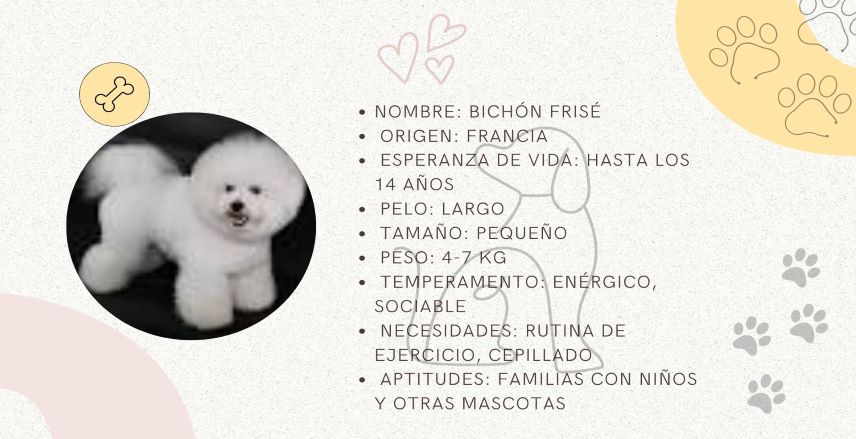 • NOMBRE: BICHÓN FRISÉ
• ORIGEN: FRANCIA
• ESPERANZA DE VIDA: HASTA LOS
14 AÑOS
• PELO: LARGO
• TAMAÑO: PEQUEÑO
• PESO: 4-7 KG
• TEMPERAMENTO: ENÉRGICO,
SOCIABLE
• NECESIDADES: RUTINA DE
EJERCICIO, CEPILLADO
• APTITUDES: FAMILIAS CON NIÑOS
Y OTRAS MASCOTAS